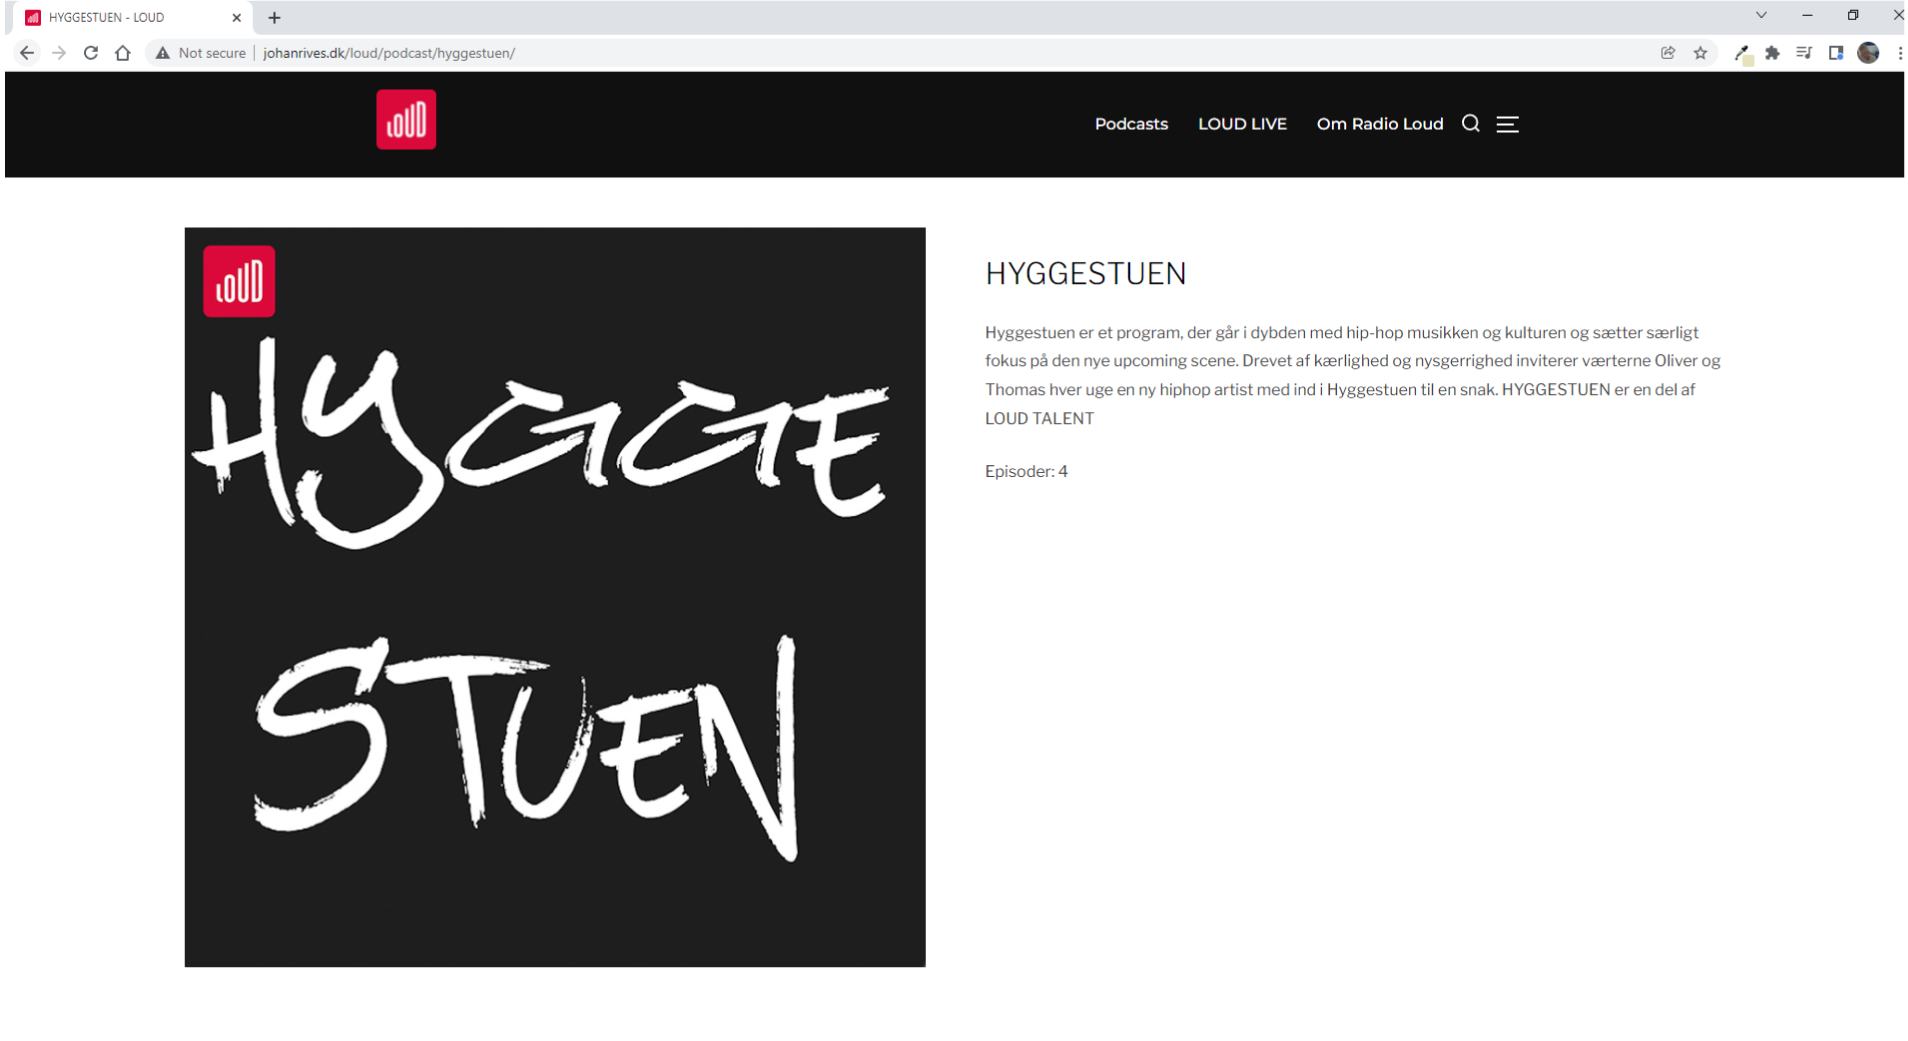 HYGGESTUEN - LOUD
Not secure johanrives.dk/loud/podcast/hyggestuen/
LOUD
Podcasts LOUD LIVE Om Radio Loud
LOUD
HYGGE
STUEN
HYGGESTUEN
Hyggestuen er et program, der går i dybden med hip-hop musikken og kulturen og sætter særligt
fokus på den nye upcoming scene. Drevet af kærlighed og nysgerrighed inviterer værterne Oliver og
Thomas hver uge en ny hiphop artist med ind i Hyggestuen til en snak. HYGGESTUEN er en del af
LOUD TALENT
Episoder: 4